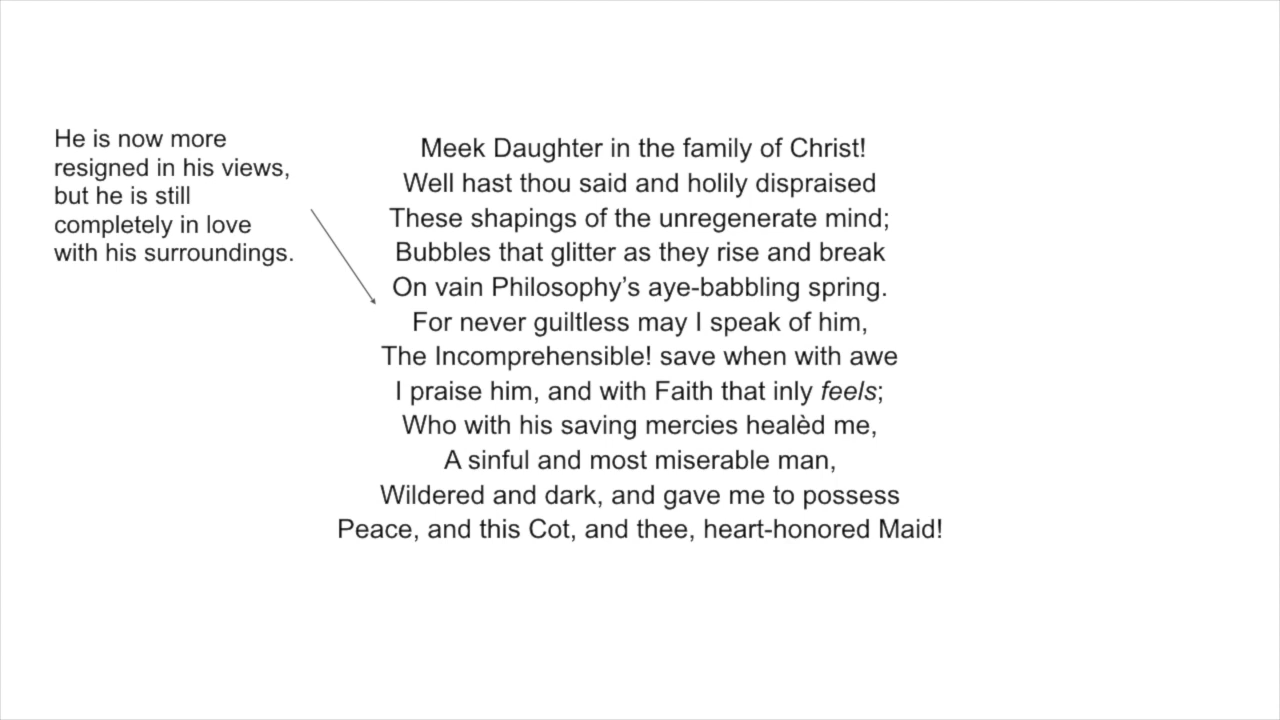 He is now more
resigned in his views,
but he is still
completely in love
with his surroundings.
Meek Daughter in the family of Christ!
Well hast thou said and holily dispraised
These shapings of the unregenerate mind;
Bubbles that glitter as they rise and break
On vain Philosophy’s aye-babbling spring.
For never guiltless may I speak of him,
The Incomprehensible! save when with awe
I praise him, and with Faith that inly feels;
Who with his saving mercies healèd me,
A sinful and most miserable man,
Wildered and dark, and gave me to possess
Peace, and this Cot, and thee, heart-honored Maid!